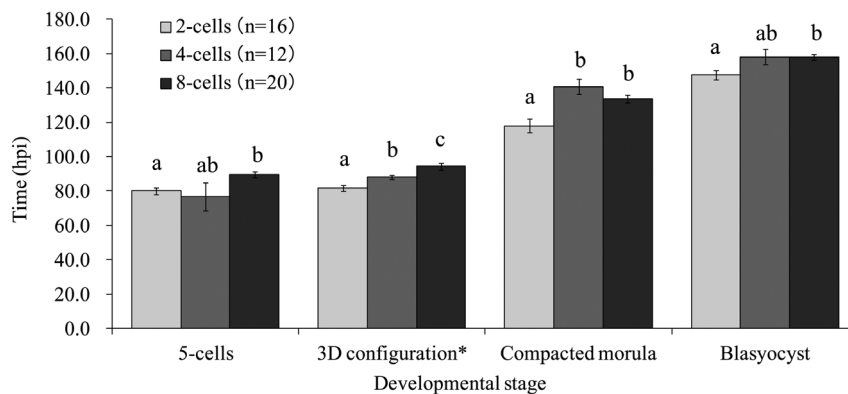 180.0
160.0
140.0
120.0
100.0
80.0
60.0
40.0
20.0
0.0
Time (hpi)
2-cells (n=16)
4-cells (n=12)
8-cells (n=20)
a ab b
a b c
a b b
a ab b
5-cells 3D configuration* Compacted morula Blasyocyst
Developmental stage